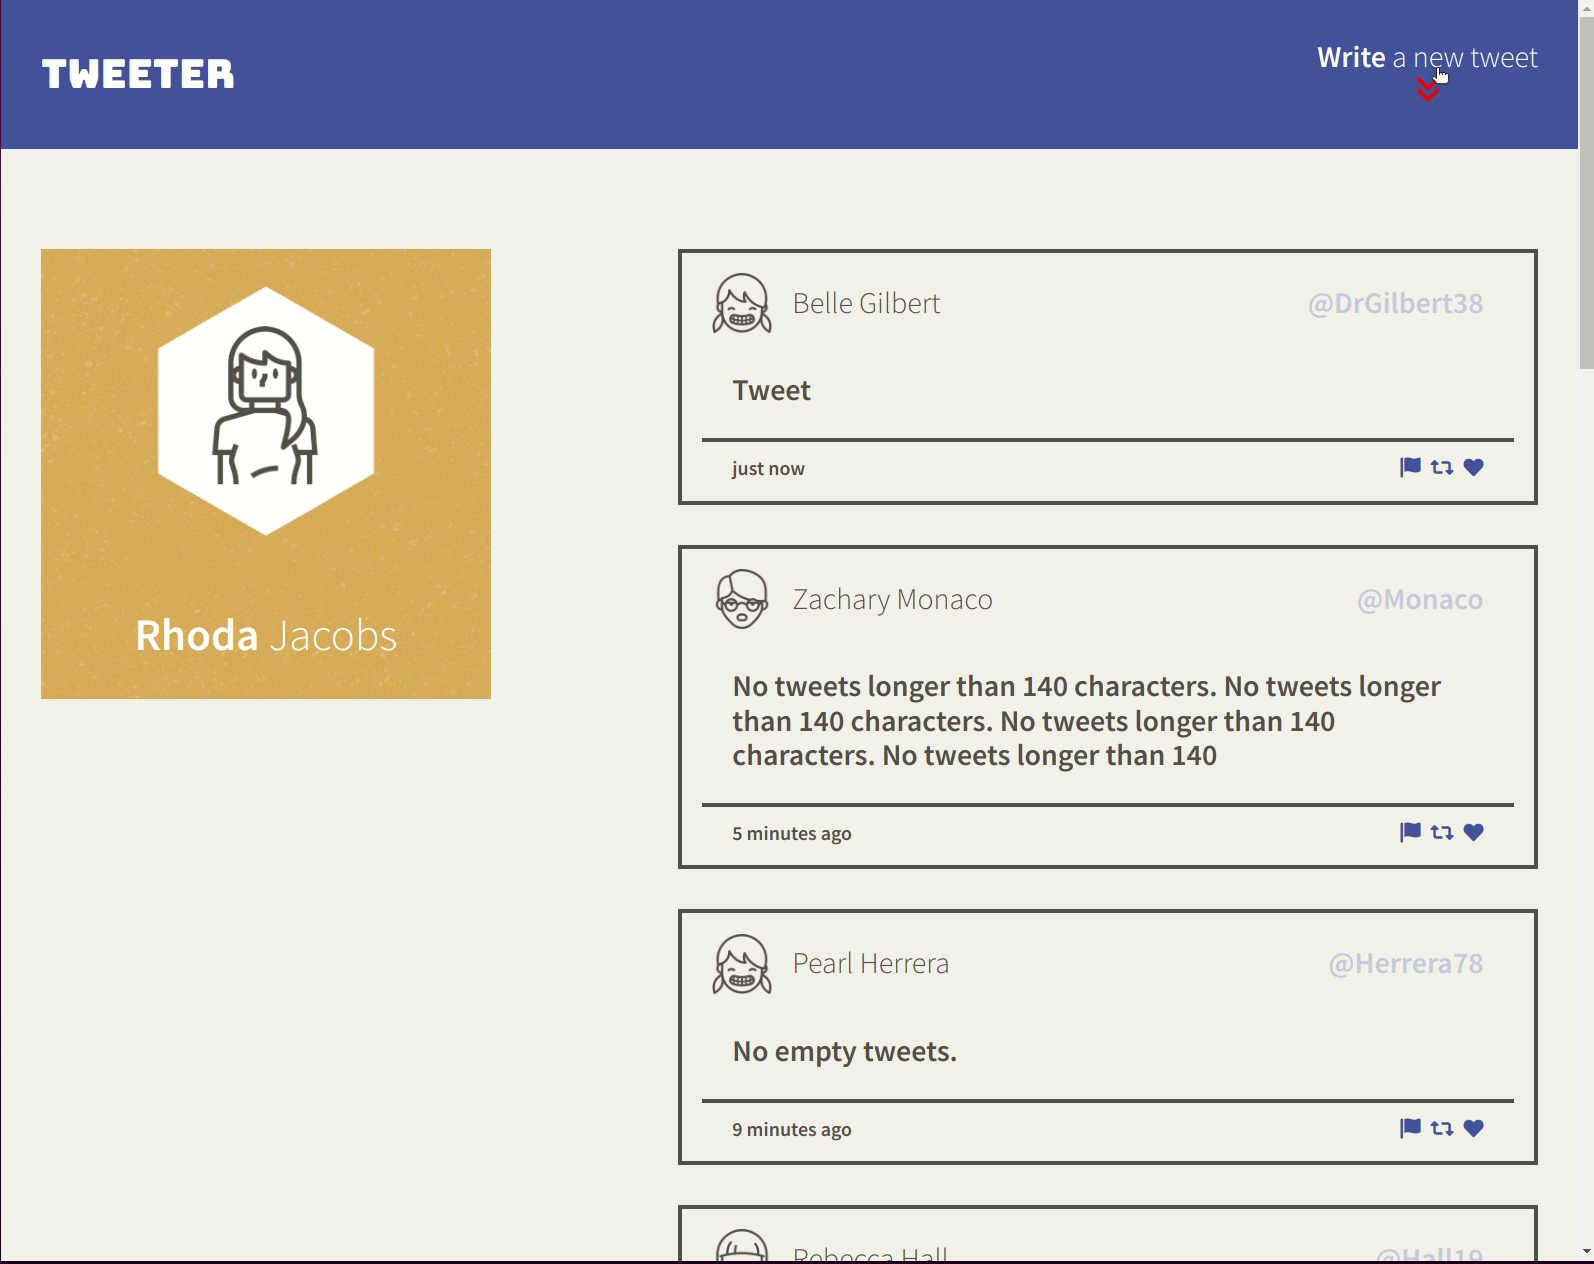 TWEETER
Write a new tweet
Rhoda Jacobs
Belle Gilbert
@DrGilbert38
Tweet
just now
Zachary Monaco
@Monaco
No tweets longer than 140 characters. No tweets longer
than 140 characters. No tweets longer than 140
characters. No tweets longer than 140
5 minutes ago
Pearl Herrera
@Herrera78
No empty tweets.
9 minutes ago
Rebecca Hall
@Hall19